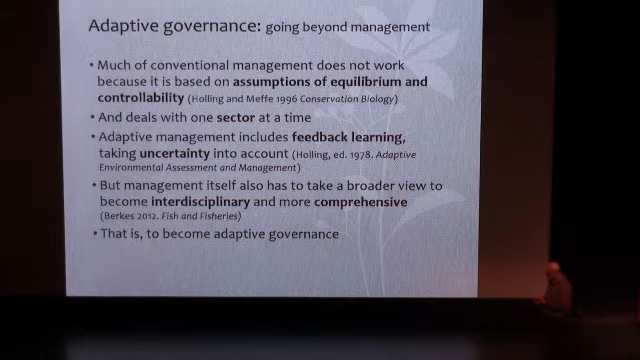 Adaptive governance: going beyond management
• Much of conventional management does not work
because it is based on assumptions of equilibrium and
controllability (Holling and Meffe 1996 Conservation Biology)
• And deals with one sector at a time
• Adaptive management includes feedback learning,
taking uncertainty into account (Holling, ed. 1978. Adaptive
Environmental Assessment and Management)
• But management itself also has to take a broader view to
become interdisciplinary and more comprehensive
(Berkes 2012. Fish and Fisheries)
• That is, to become adaptive governance